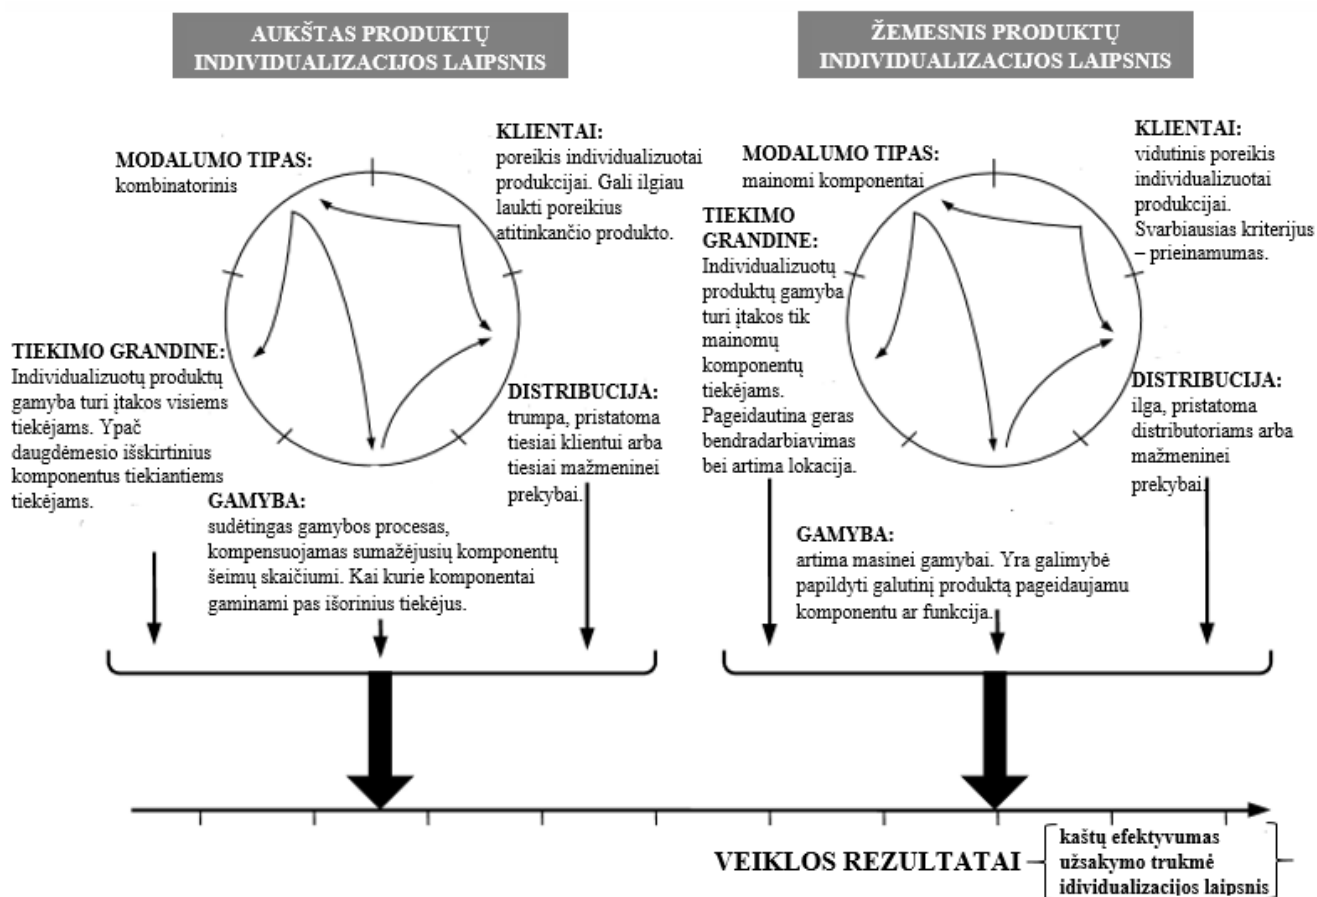 AUKŠTAS PRODUKTŲ
INDIVIDUALIZACIJOS LAIPSNIS
MODALUMO TIPAS:
kombinatorinis
KLIENTAI:
poreikis individualizuotai
produkcijai. Gali ilgiau
laukti poreikius
atitinkančio produkto.
TIEKIMO GRANDINE:
Individualizuotų produktų
gamyba turi įtakos visiems
tiekėjams. Ypač
daugdėmesio išskirtinius
komponentus tiekiantiems
tiekėjams.
DISTRIBUCIJA:
trumpa, pristatoma
tiesiai klientui arba
tiesiai mažmeninei
prekybai.
GAMYBA:
sudėtingas gamybos procesas,
kompensuojamas sumažėjusių komponentų
šeimų skaičiumi. Kai kurie komponentai
gaminami pas išorinius tiekėjus.
ŽEMESNIS PRODUKTŲ
INDIVIDUALIZACIJOS LAIPSNIS
MODALUMO TIPAS:
mainomi komponentai
KLIENTAI:
vidutinis poreikis
individualizuotai
produkcijai.
Svarbiausias kriterijus
– prieinamumas.
TIEKIMO
GRANDINE:
Individualizuotų
produktų gamyba
turi įtakos tik
mainomų
komponentų
tiekėjams.
Pageidautina geras
bendradarbiavimas
bei artima lokacija.
DISTRIBUCIJA:
ilga, pristatoma
distributoriams arba
mažmeninei
prekybai.
GAMYBA:
artima masinei gamybai. Yra galimybė
papildyti galutinį produktą pageidaujamu
komponentu ar funkcija.
VEIKLOS REZULTATAI
kaštų efektyvumas
užsakymo trukmė
idividualizacijos laipsnis